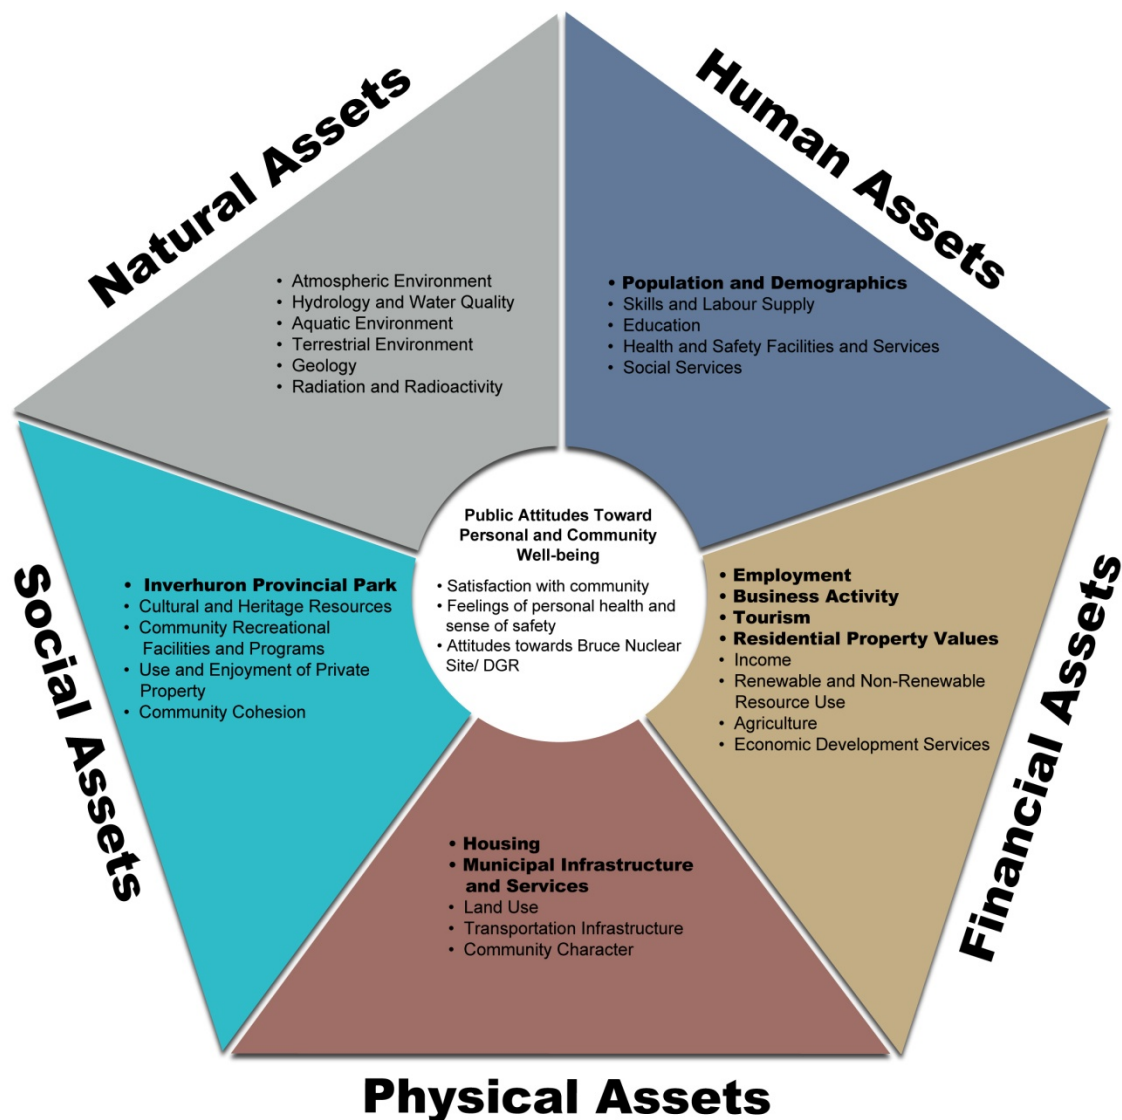 Natural Assets
• Atmospheric Environment
• Hydrology and Water Quality
• Aquatic Environment
• Terrestrial Environment
• Geology
• Radiation and Radioactivity
Human Assets
• Population and Demographics
• Skills and Labour Supply
• Education
• Health and Safety Facilities and Services
• Social Services
Public Attitudes Toward
Personal and Community
Well-being
• Satisfaction with community
• Feelings of personal health and
sense of safety
• Attitudes towards Bruce Nuclear
Site/ DGR
Social Assets
• Inverhuron Provincial Park
• Cultural and Heritage Resources
• Community Recreational
Facilities and Programs
• Use and Enjoyment of Private
Property
• Community Cohesion
Financial Assets
• Employment
• Business Activity
• Tourism
• Residential Property Values
• Income
• Renewable and Non-Renewable
Resource Use
• Agriculture
• Economic Development Services
• Housing
• Municipal Infrastructure
and Services
• Land Use
• Transportation Infrastructure
• Community Character
Physical Assets